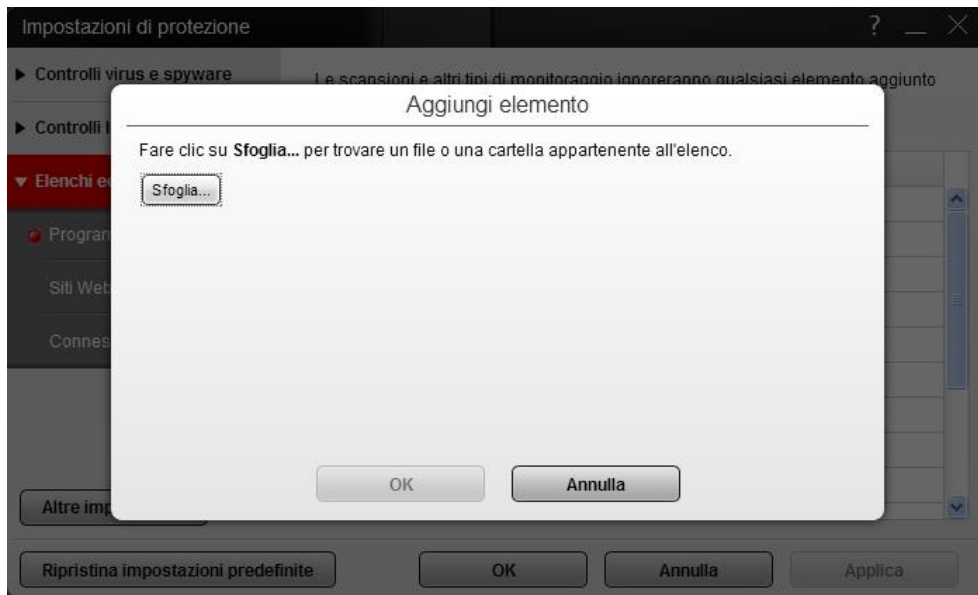 Impostazioni di protezione
?
Controlli virus e spyware
Le scansioni e altri tipi di monitoraggio ignoreranno qualsiasi elemento aggiunto
Aggiungi elemento
Controlli
Fare clic su Sfoglia... per trovare un file o una cartella appartenente all'elenco.
Elenchi
Sfoglia...
Siti Web
OK
Annulla
Altre
Ripristina impostazioni predefinite
OK
Annulla
Applica